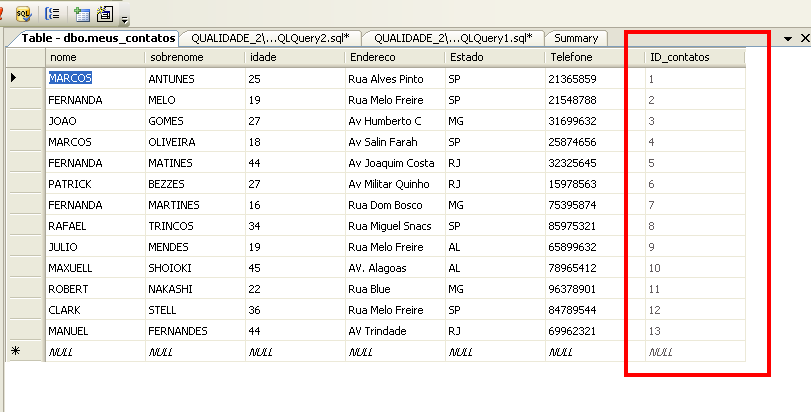 Table - dbo.meus_contatos QUALIDADE_2\...QLQuery2.sql* QUALIDADE_2\...QLQuery1.sql* Summary
nome sobrenome idade Endereco Estado Telefone ID_contatos
MARCOS ANTUNES 25 Rua Alves Pinto SP 21365859 1
FERNANDA MELO 19 Rua Melo Freire SP 21548788 2
JOAO GOMES 27 Av Humberto C MG 31699632 3
MARCOS OLIVEIRA 18 Av Salin Farah SP 25874656 4
FERNANDA MATINES 44 Av Joaquim Costa RJ 32325645 5
PATRICK BEZZES 27 Av Militar Quinho RJ 15978563 6
FERNANDA MARTINES 16 Rua Dom Bosco MG 75395874 7
RAFAEL TRINCOS 34 Rua Miguel Snacs SP 85975321 8
JULIO MENDES 19 Rua Melo Freire AL 65899632 9
MAXUELL SHOIOKI 45 AV. Alagoas AL 78965412 10
ROBERT NAKASHI 22 Rua Blue MG 96378901 11
CLARK STELL 36 Rua Melo Freire SP 84789544 12
MANUEL FERNANDES 44 AV Trindade RJ 69962321 13
NULL NULL NULL NULL NULL NULL NULL